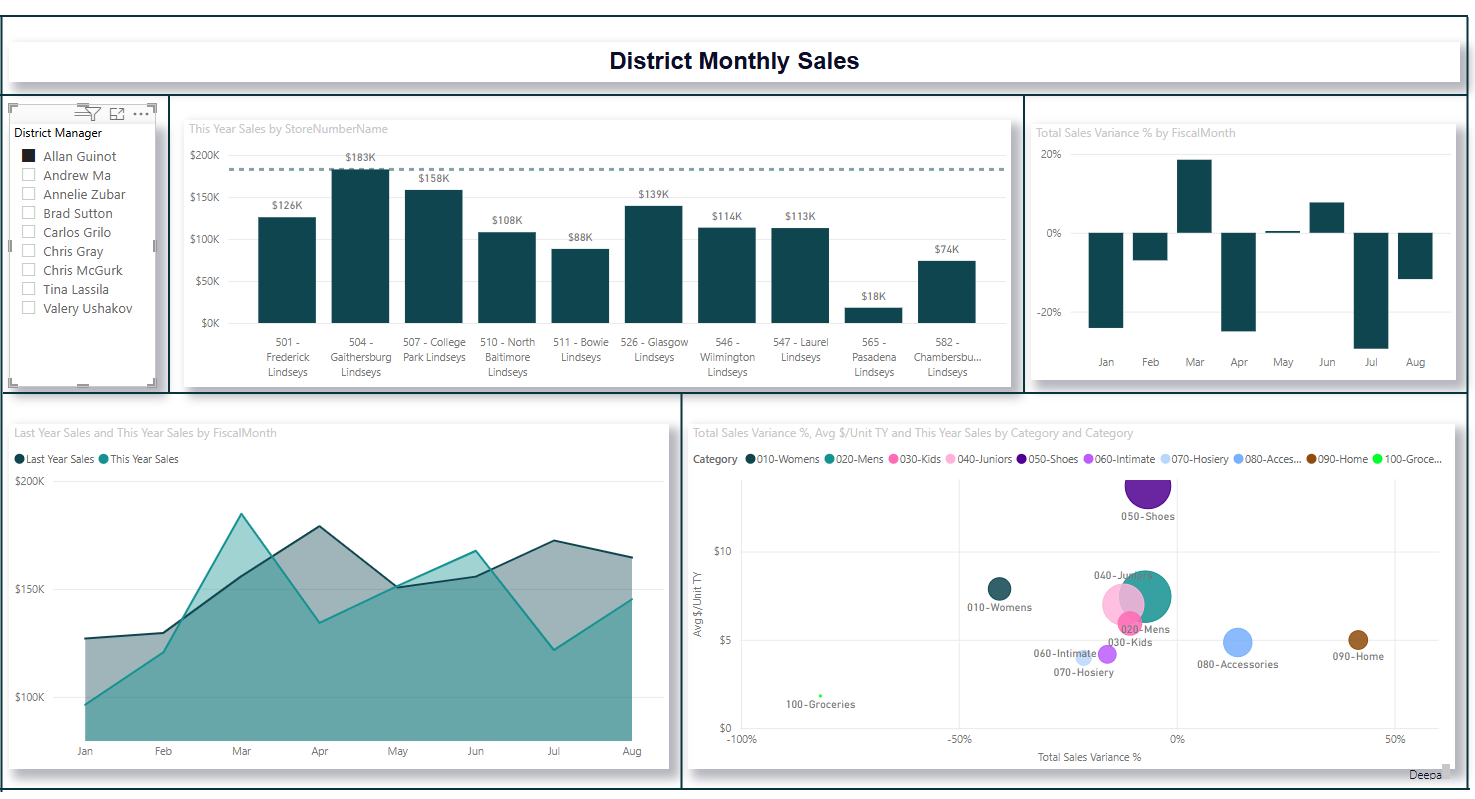 District Monthly Sales
District Manager
Allan Guinot
Andrew Ma
Annelie Zubar
Brad Sutton
Carlos Grilo
Chris Gray
Chris McGurk
Tina Lassila
Valery Ushakov
This Year Sales by StoreNumberName
$200K
$150K
$100K
$50K
$0K
$126K
$183K
$158K
$108K
$88K
$139K
$114K
$113K
$18K
$74K
501 -
Frederick
Lindseys
504 -
Gaithersburg
Lindseys
507 - College
Park Lindseys
510 - North
Baltimore
Lindseys
511 - Bowie
Lindseys
526 - Glasgow
Lindseys
546 -
Wilmington
Lindseys
547 - Laurel
Lindseys
565 -
Pasadena
Lindseys
582 -
Chambersbu...
Lindseys
Total Sales Variance % by FiscalMonth
20%
0%
-20%
Jan Feb Mar Apr May Jun Jul Aug
Last Year Sales and This Year Sales by FiscalMonth
Last Year Sales This Year Sales
$200K
$150K
$100K
Jan Feb Mar Apr May Jun Jul Aug
Total Sales Variance %, Avg $/Unit TY and This Year Sales by Category and Category
Category 010-Womens 020-Mens 030-Kids 040-Juniors 050-Shoes 060-Intimate 070-Hosiery 080-Acces... 090-Home 100-Groce...
Avg $/Unit TY
$10
$5
$0
050-Shoes
040-Juniors
010-Womens
020-Mens
030-Kids
060-Intimate
070-Hosiery
080-Accessories
090-Home
100-Groceries
-100% -50% 0% 50%
Total Sales Variance %
Deepa